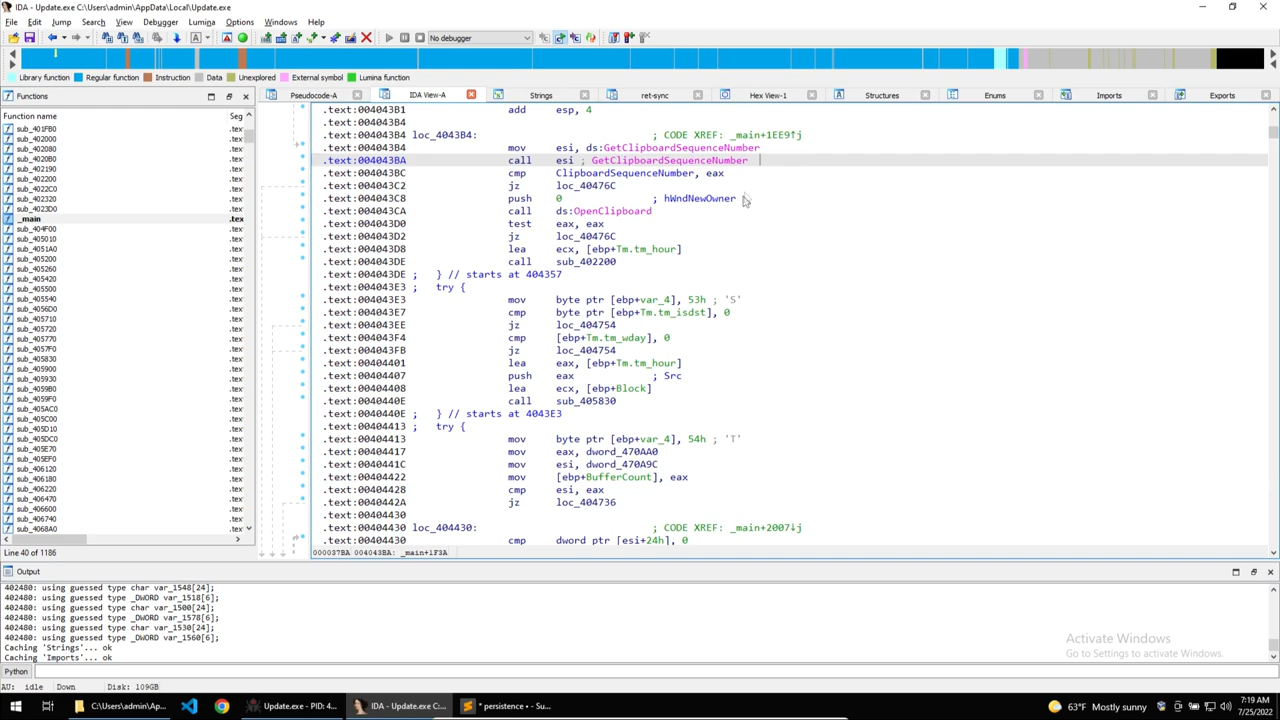 IDA - Update.exe C:\Users\admin\AppData\Local\Update.exe
File Edit Jump Search View Debugger Lumina Options Windows Help
No debugger
Library function Regular function Instruction Data Unexplored External symbol Lumina function
Functions
Pseudocode-A IDA View-A Strings ret-sync Hex View-1 Structures Enums Imports Exports
Function name Seg
sub_401FB0 .tex
sub_402000 .tex
sub_402080 .tex
sub_4020B0 .tex
sub_402190 .tex
sub_402200 .tex
sub_4022C0 .tex
sub_402320 .tex
sub_4023D0 .tex
_main .te
sub_404F00 .tex
sub_405010 .tex
sub_4051A0 .tex
sub_405200 .tex
sub_405260 .tex
sub_405420 .tex
sub_405500 .tex
sub_405540 .tex
sub_4056D0 .tex
sub_405710 .tex
sub_405720 .tex
sub_405770 .tex
sub_4057F0 .tex
sub_405830 .tex
sub_405900 .tex
sub_405930 .tex
sub_4059B0 .tex
sub_4059F0 .tex
sub_405AC0 .tex
sub_405C00 .tex
sub_405D10 .tex
sub_405DC0 .tex
sub_405E70 .tex
sub_405EF0 .tex
sub_406120 .tex
sub_406180 .tex
sub_406220 .tex
sub_406470 .tex
sub_406600 .tex
sub_406740 .tex
sub_4068A0 .tex
Line 40 of 1186
.text:004043B1 add esp, 4
.text:004043B4
.text:004043B4 loc_4043B4: ; CODE XREF: _main+1EE9↑j
.text:004043B4 mov esi, ds:GetClipboardSequenceNumber
.text:004043BA call esi ; GetClipboardSequenceNumber
.text:004043BC cmp ClipboardSequenceNumber, eax
.text:004043C2 jz loc_40476C
.text:004043C8 push 0 ; hWndNewOwner
.text:004043CA call ds:OpenClipboard
.text:004043D0 test eax, eax
.text:004043D2 jz loc_40476C
.text:004043D8 lea ecx, [ebp+Tm.tm_hour]
.text:004043DE call sub_402200
.text:004043DE ; } // starts at 404357
.text:004043E3 ; try {
.text:004043E3 mov byte ptr [ebp+var_4], 53h ; 'S'
.text:004043E7 cmp byte ptr [ebp+Tm.tm_isdst], 0
.text:004043EE jz loc_404754
.text:004043F4 cmp [ebp+Tm.tm_wday], 0
.text:004043FB jz loc_404754
.text:00404401 lea eax, [ebp+Tm.tm_hour]
.text:00404407 push eax ; Src
.text:00404408 lea ecx, [ebp+Block]
.text:0040440E call sub_405830
.text:0040440E ; } // starts at 4043E3
.text:00404413 ; try {
.text:00404413 mov byte ptr [ebp+var_4], 54h ; 'T'
.text:00404417 mov eax, dword_470AA0
.text:0040441C mov esi, dword_470A9C
.text:00404422 mov [ebp+BufferCount], eax
.text:00404428 cmp esi, eax
.text:0040442A jz loc_404736
.text:00404430
.text:00404430 loc_404430: ; CODE XREF: _main+2007↓j
.text:00404430 cmp dword ptr [esi+24h], 0
000037BA 004043BA: _main+1F3A
Output
402480: using guessed type char var_1548[24];
402480: using guessed type _DWORD var_1518[6];
402480: using guessed type char var_1500[24];
402480: using guessed type _DWORD var_1578[6];
402480: using guessed type char var_1530[24];
402480: using guessed type _DWORD var_1560[6];
Caching 'Strings'... ok
Caching 'Imports'... ok
Activate Windows
Go to Settings to activate Windows.
Python
AU: idle Down Disk: 109GB
C:\Users\admin\Ap... Update.exe - PID: 4... IDA - Update.exe C:... * persistence • - Su... 63°F Mostly sunny 7:19 AM
7/25/2022